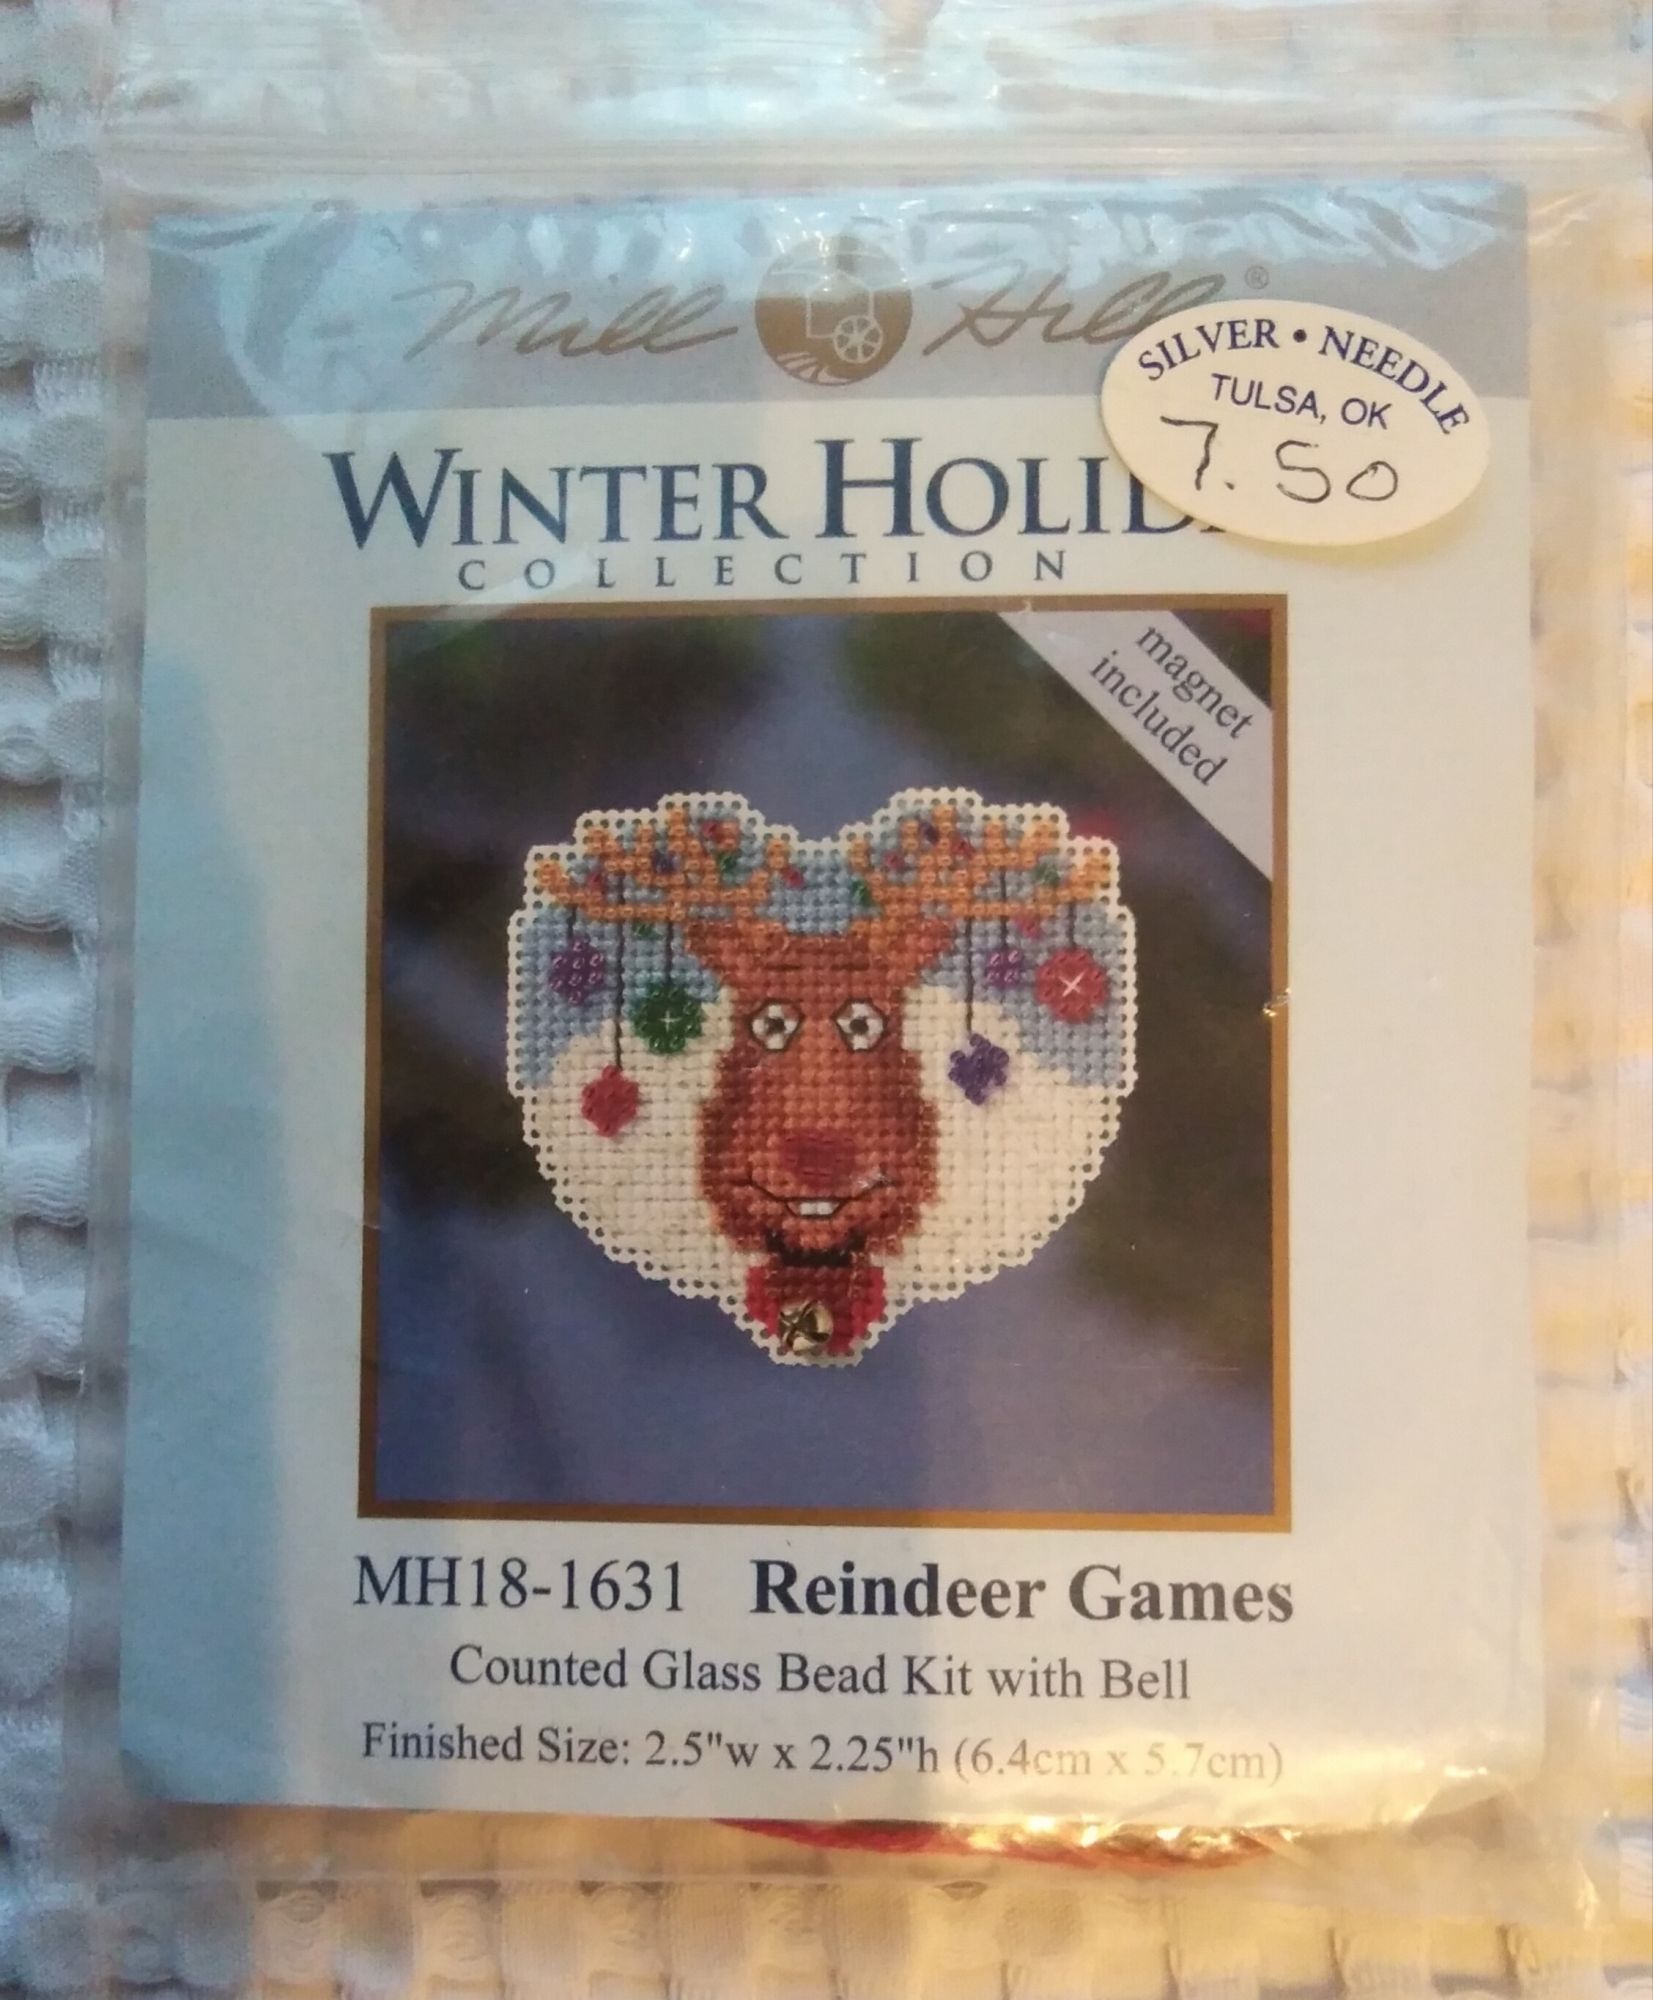 Mill Hill®
SILVER • NEEDLE
TULSA, OK
7.50
WINTER HOLID
COLLECTION
magnet
included
MH18-1631 Reindeer Games
Counted Glass Bead Kit with Bell
Finished Size: 2.5"w x 2.25"h (6.4cm x 5.7cm)